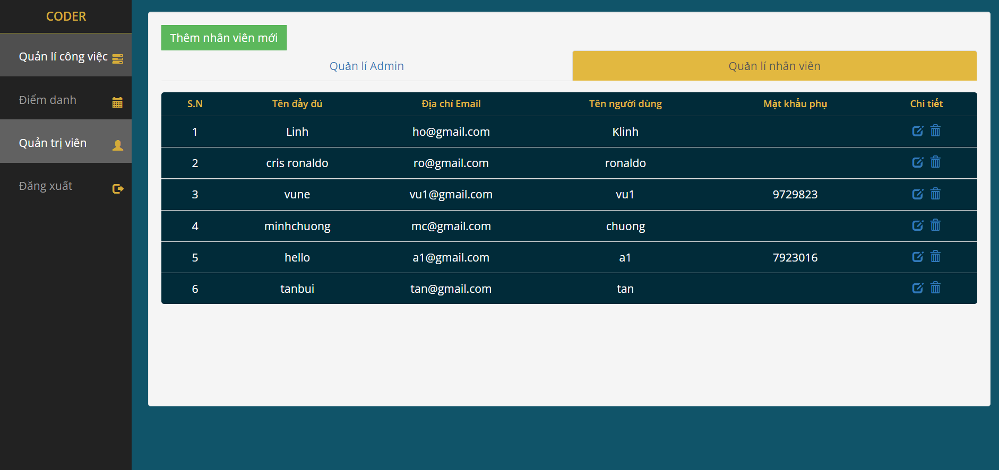 CODER
Quản lí công việc
Điểm danh
Quản trị viên
Đăng xuất
Thêm nhân viên mới
Quản lí Admin Quản lí nhân viên
S.N Tên đầy đủ Địa chỉ Email Tên người dùng Mật khẩu phụ Chi tiết
1 Linh ho@gmail.com Klinh
2 cris ronaldo ro@gmail.com ronaldo
3 vune vu1@gmail.com vu1 9729823
4 minhchuong mc@gmail.com chuong
5 hello a1@gmail.com a1 7923016
6 tanbui tan@gmail.com tan